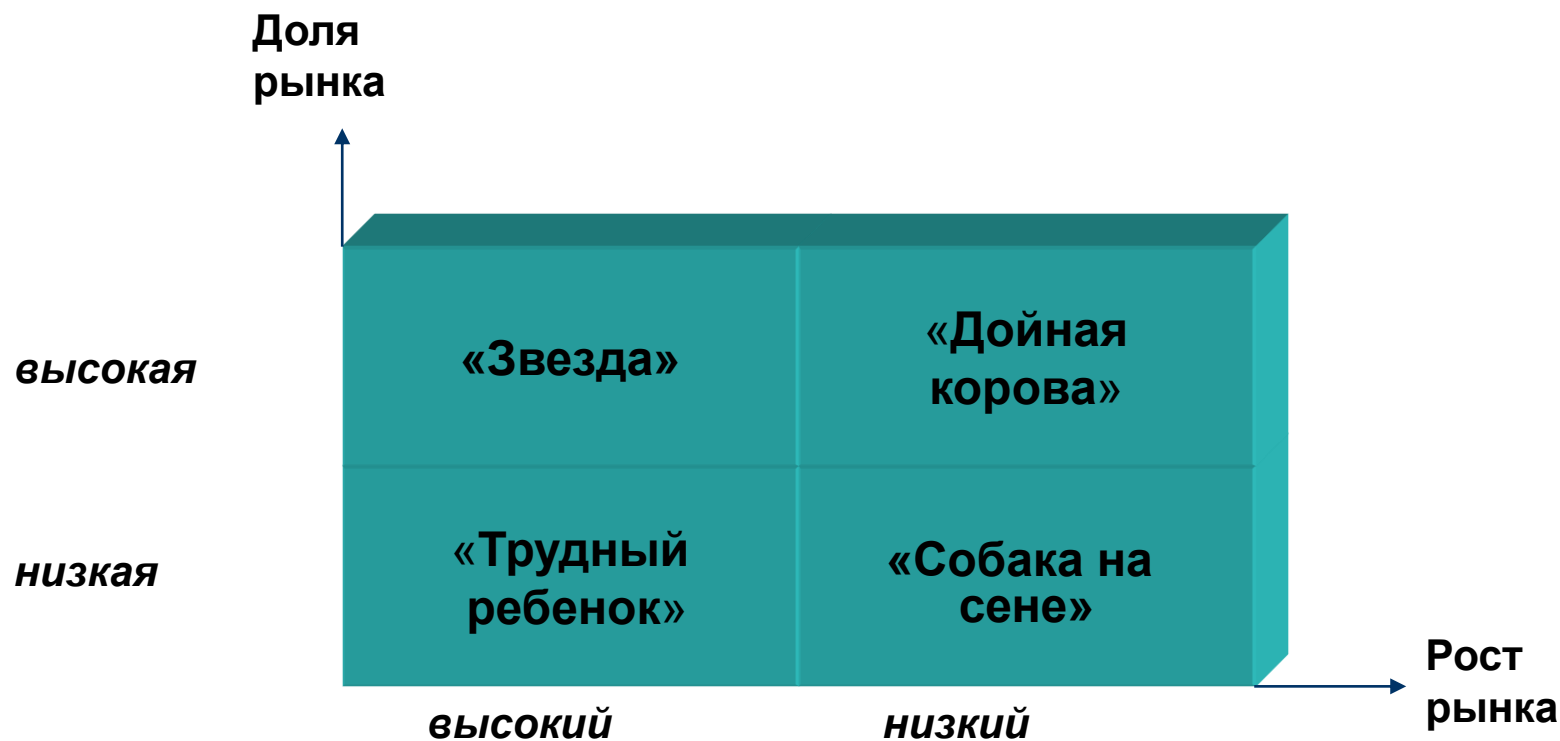 Доля
рынка
высокая
«Звезда»
«Дойная
корова»
низкая
«Трудный
ребенок»
«Собака на
сене»
Рост
рынка
высокий
низкий